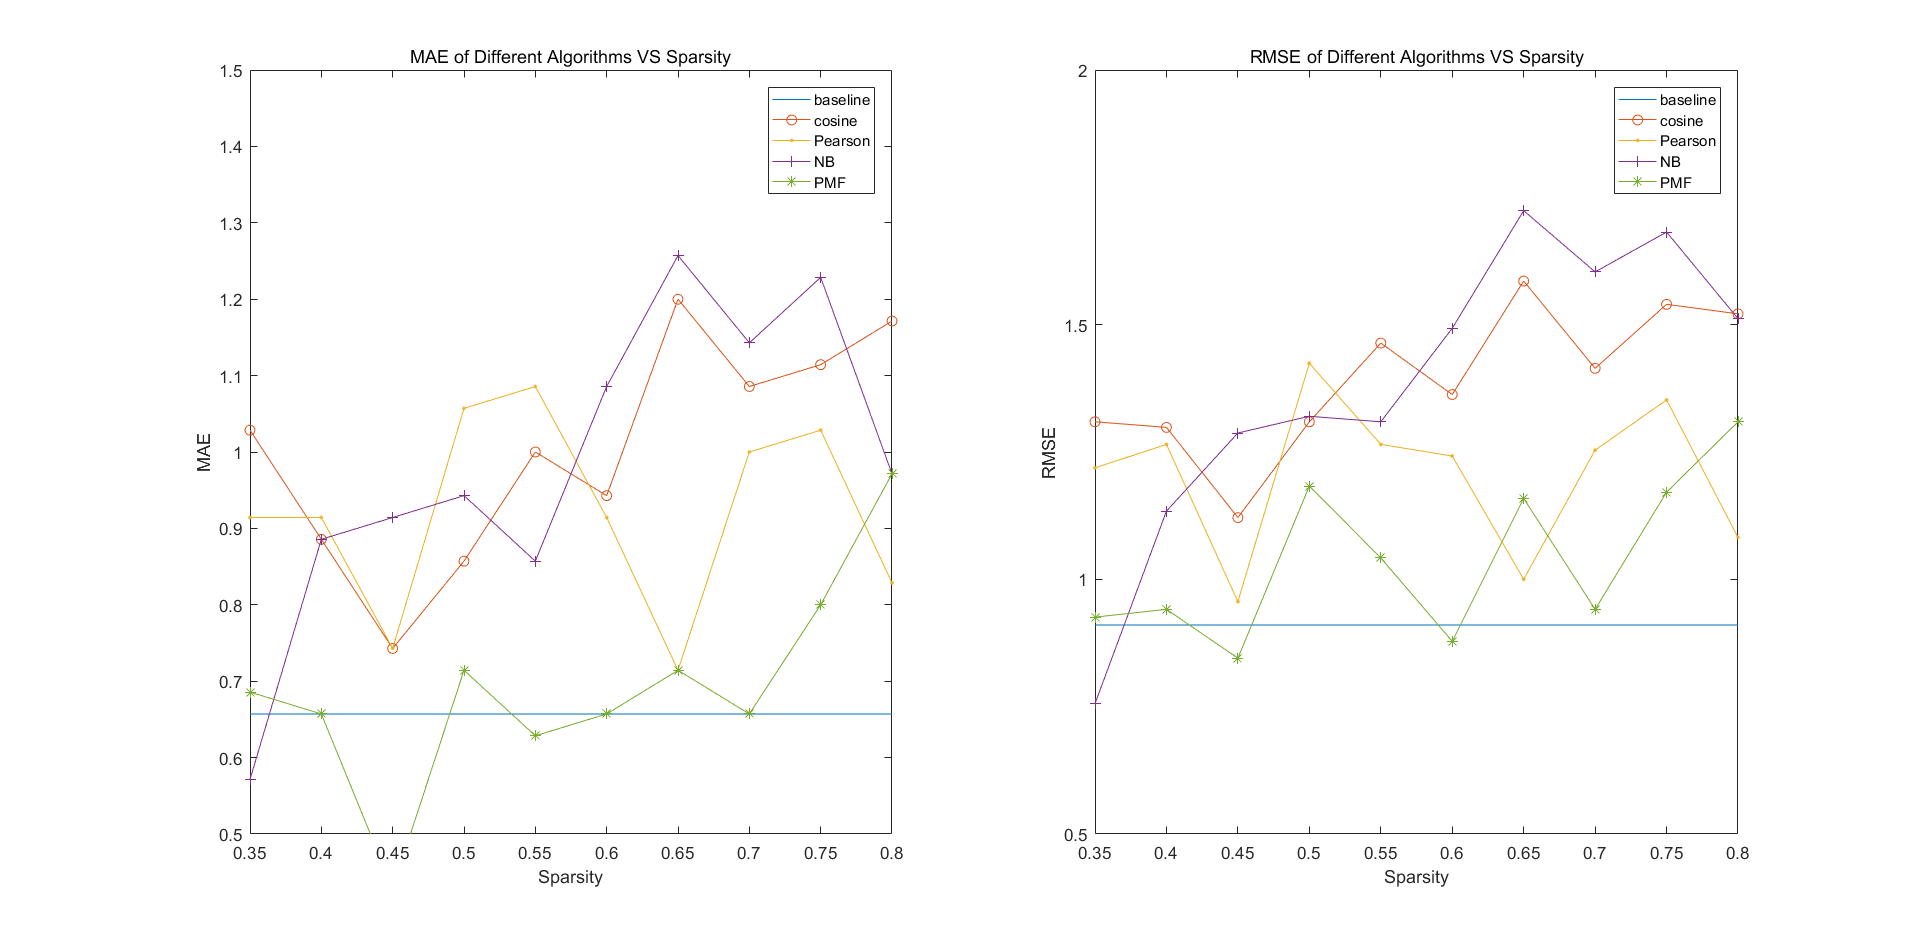 MAE of Different Algorithms VS Sparsity
1.5
1.4
1.3
1.2
1.1
1
0.9
0.8
0.7
0.6
0.5
MAE
baseline
cosine
Pearson
NB
PMF
0.35 0.4 0.45 0.5 0.55 0.6 0.65 0.7 0.75 0.8
Sparsity
RMSE of Different Algorithms VS Sparsity
2
1.5
1
0.5
RMSE
baseline
cosine
Pearson
NB
PMF
0.35 0.4 0.45 0.5 0.55 0.6 0.65 0.7 0.75 0.8
Sparsity